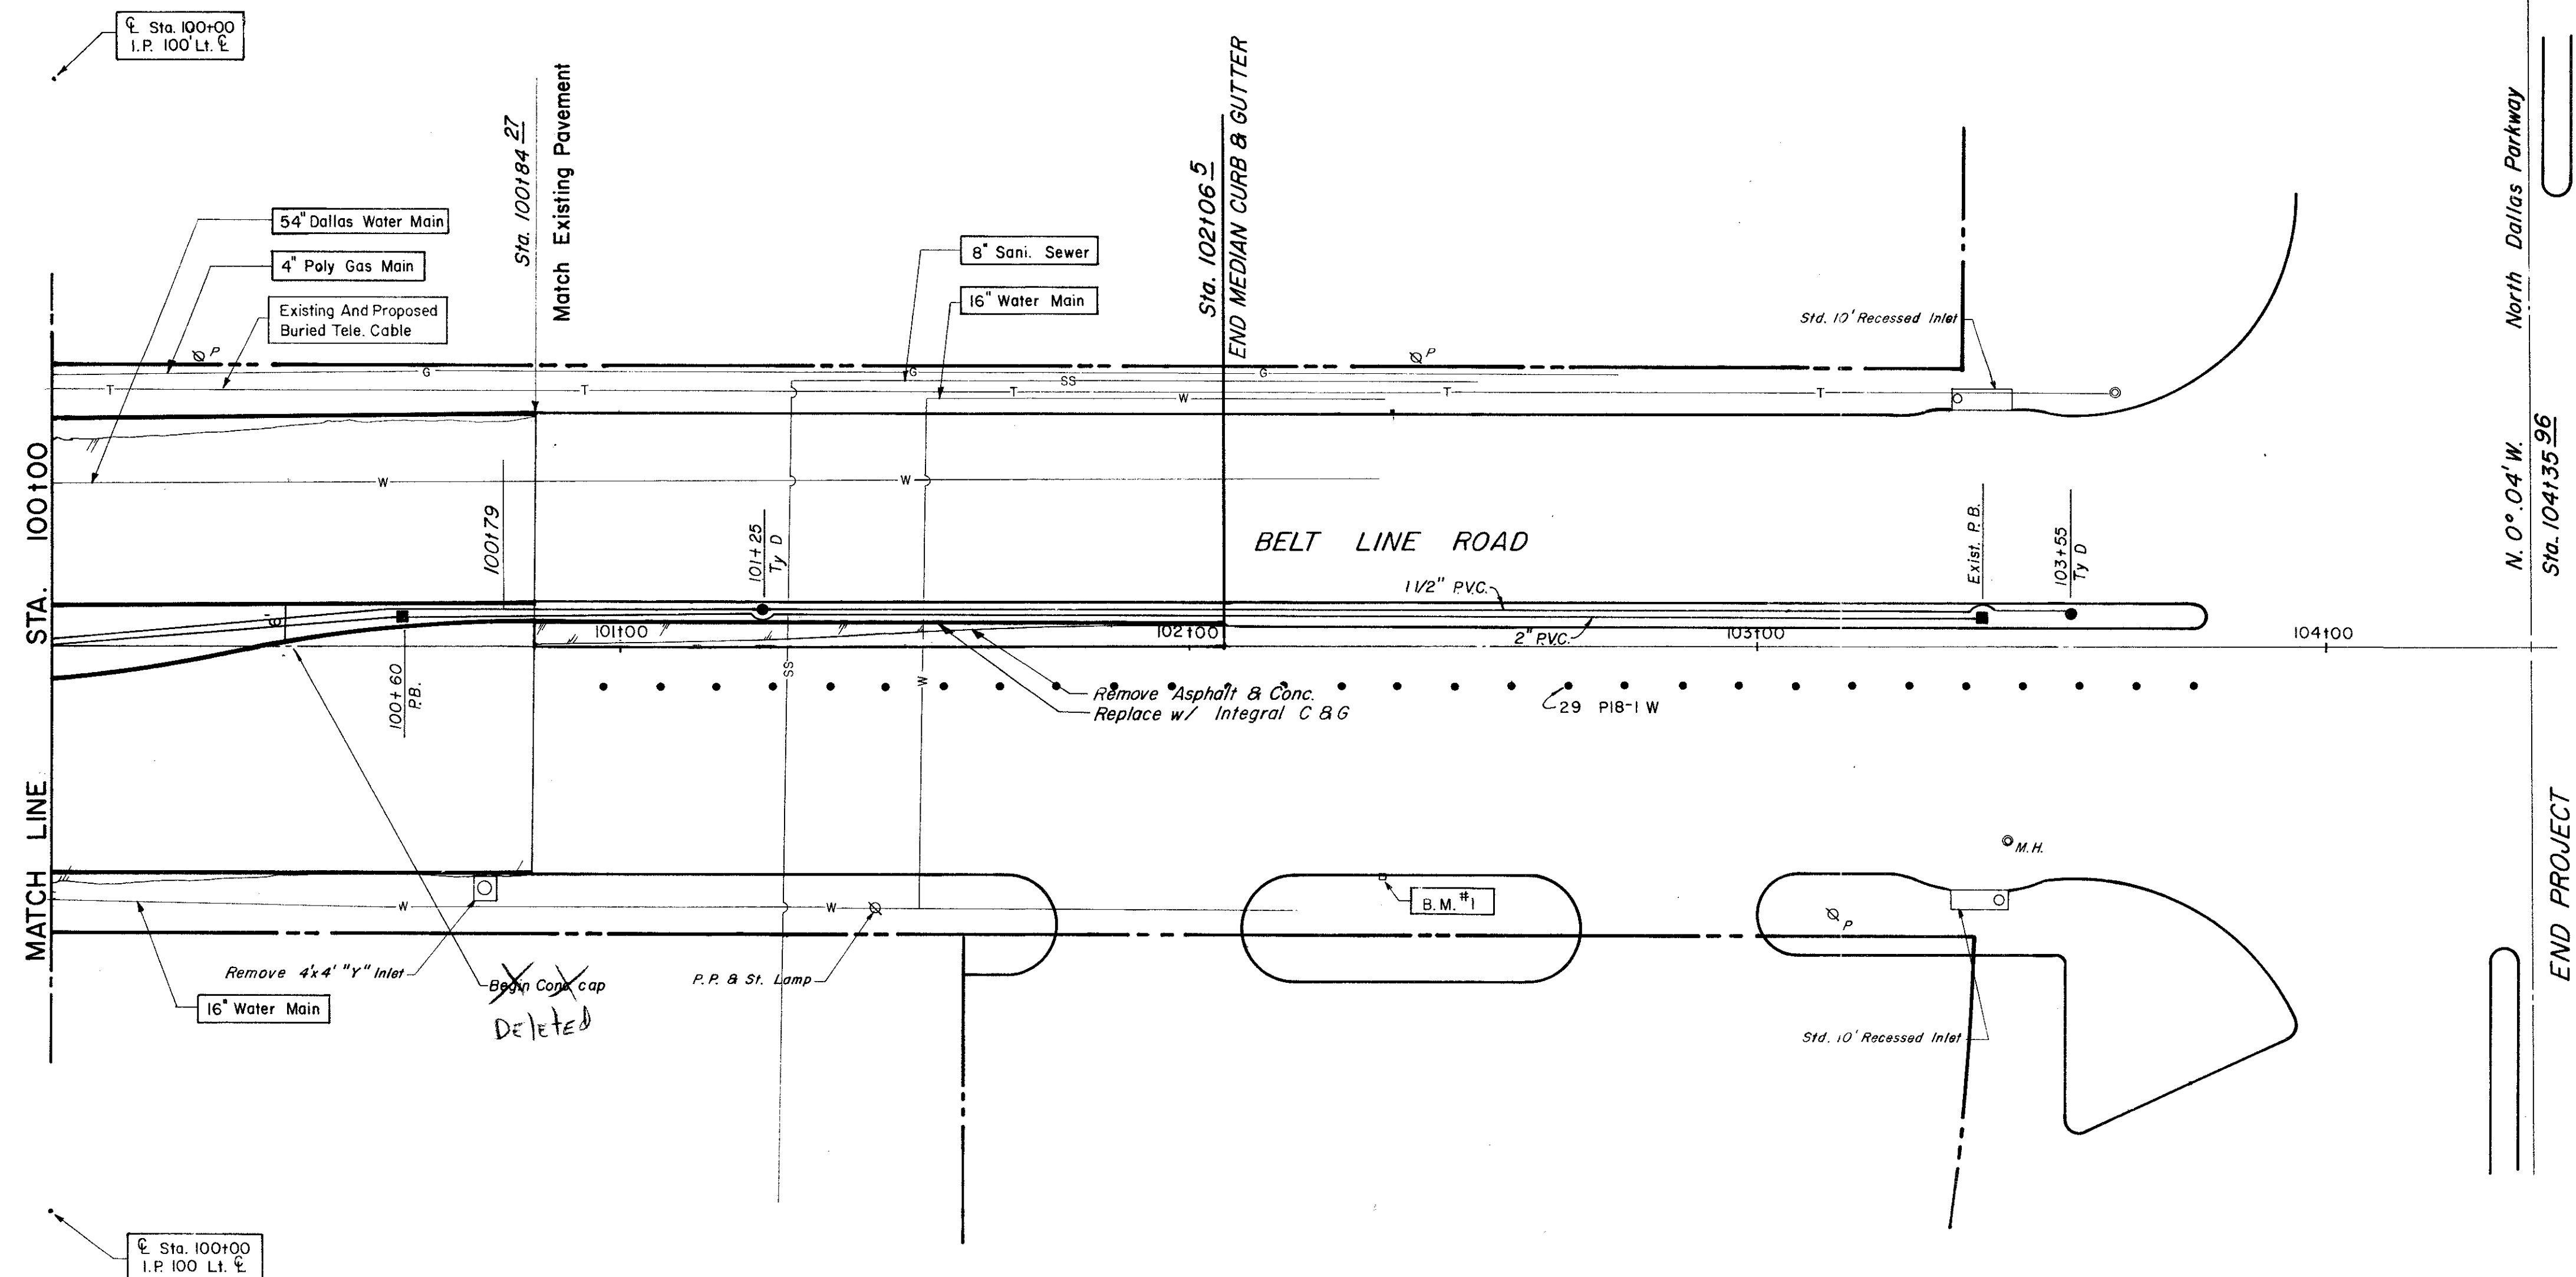 ℄ Sta. 100+00
I.P. 100' Lt. ℄
54" Dallas Water Main
4" Poly Gas Main
Existing And Proposed
Buried Tele. Cable
Sta. 100+84 27
Match Existing Pavement
8" Sani. Sewer
16" Water Main
Sta. 102+06 5
END MEDIAN CURB & GUTTER
Std. 10' Recessed Inlet
North Dallas Parkway
N. 0°. 04' W.
Sta. 104+35 96
END PROJECT
P
P
G
G
G
SS
T
T
T
T
T
W
W
W
MATCH LINE STA. 100+00
100+79
101+25
Ty D
BELT LINE ROAD
Exist. P.B.
103+55
Ty D
1 1/2" P.V.C.
2" P.V.C.
6'
101+00
102+00
103+00
104+00
100+60
P.B.
SS
W
Remove Asphalt & Conc.
Replace w/ Integral C & G
29 P18-1 W
M.H.
W
W
B.M. #1
P
Remove 4'x4' "Y" Inlet
Begin Conc cap
Deleted
P.P. & St. Lamp
16" Water Main
Std. 10' Recessed Inlet
℄ Sta. 100+00
I.P. 100 Lt. ℄